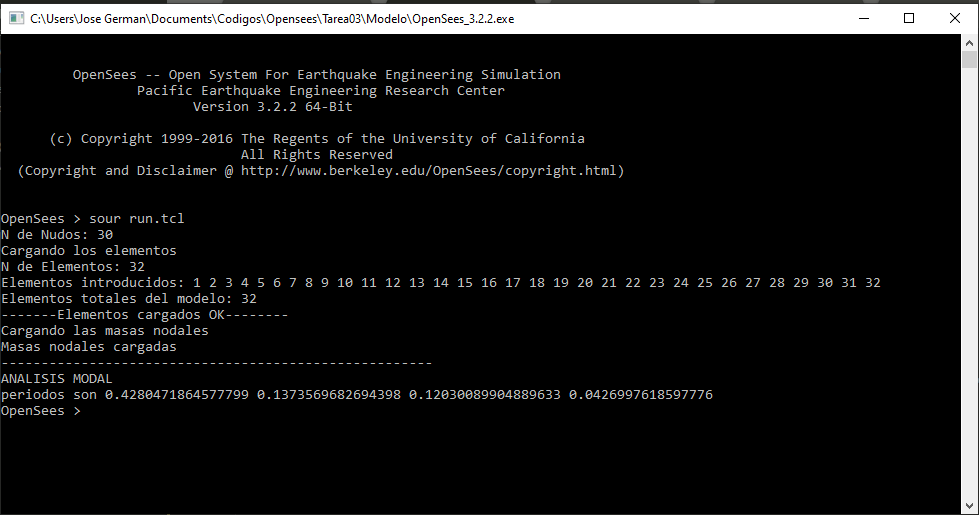 C:\Users\Jose German\Documents\Codigos\Opensees\Tarea03\Modelo\OpenSees_3.2.2.exe
OpenSees -- Open System For Earthquake Engineering Simulation
Pacific Earthquake Engineering Research Center
Version 3.2.2 64-Bit
(c) Copyright 1999-2016 The Regents of the University of California
All Rights Reserved
(Copyright and Disclaimer @ http://www.berkeley.edu/OpenSees/copyright.html)
OpenSees > sour run.tcl
N de Nudos: 30
Cargando los elementos
N de Elementos: 32
Elementos introducidos: 1 2 3 4 5 6 7 8 9 10 11 12 13 14 15 16 17 18 19 20 21 22 23 24 25 26 27 28 29 30 31 32
Elementos totales del modelo: 32
-------Elementos cargados OK--------
Cargando las masas nodales
Masas nodales cargadas
------------------------------------------------------
ANALISIS MODAL
periodos son 0.4280471864577799 0.1373569682694398 0.12030089904889633 0.0426997618597776
OpenSees >